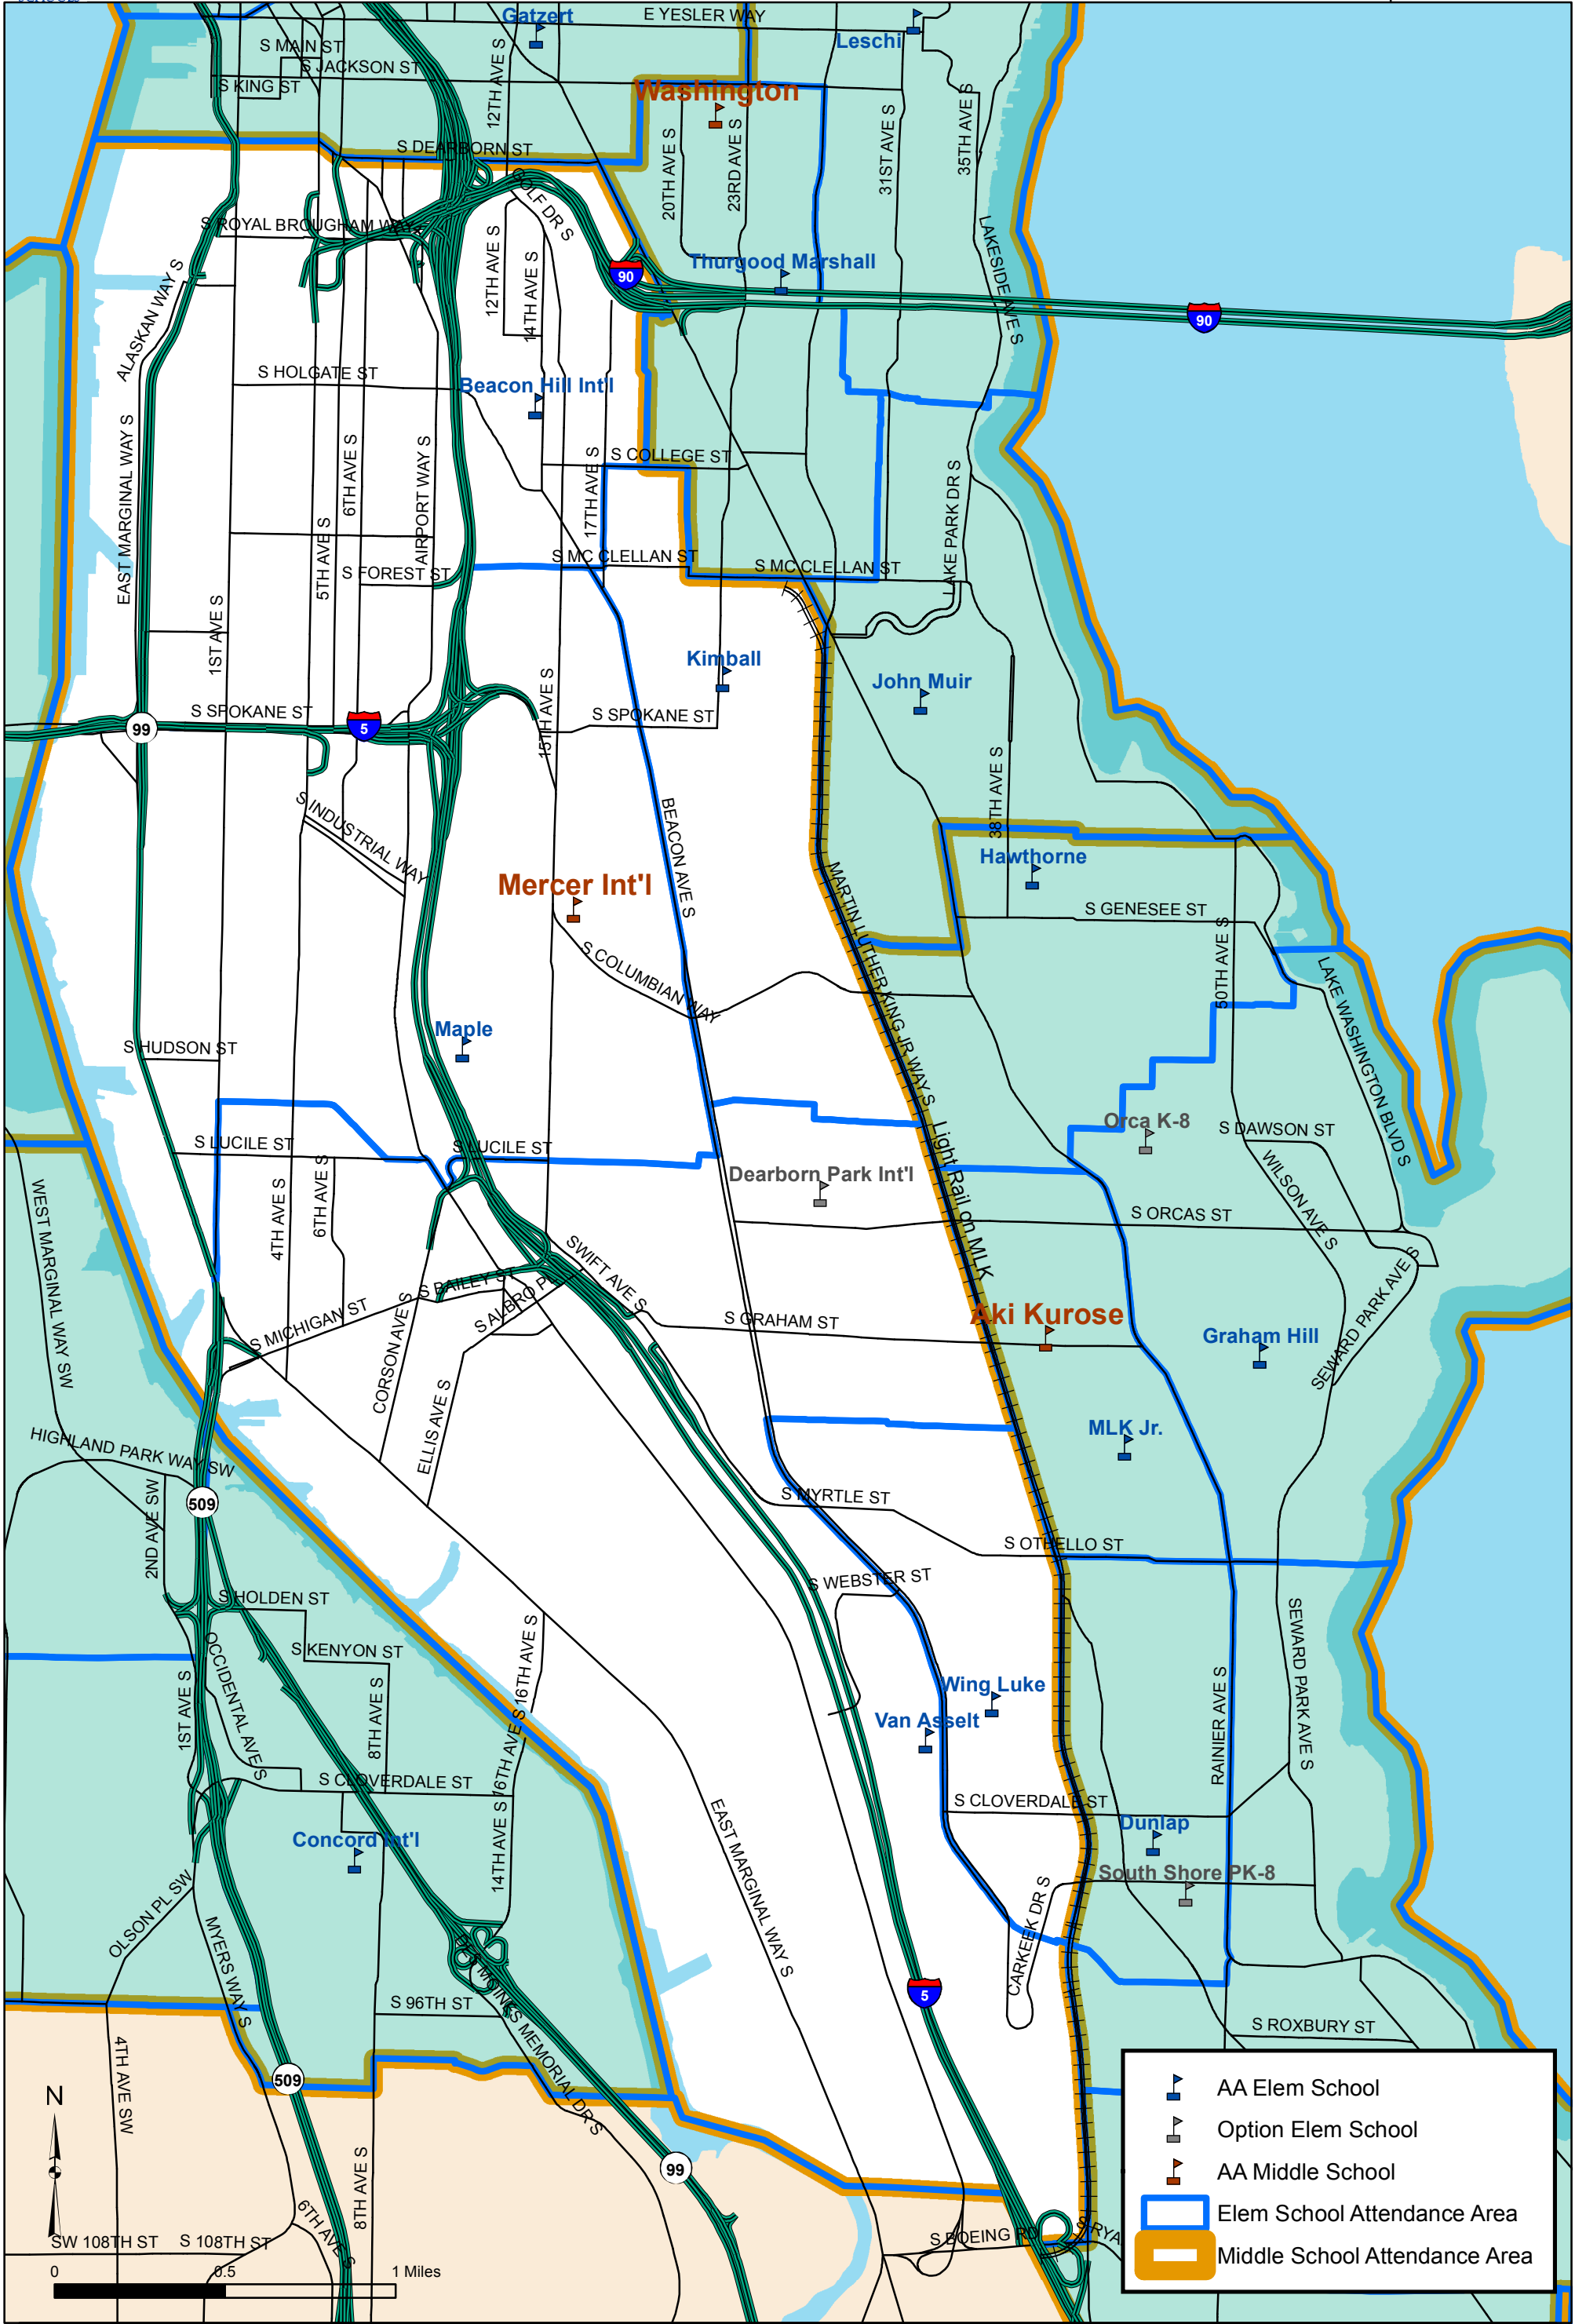 Gatzert
E YESLER WAY
Leschi
S MAIN ST
S JACKSON ST
S KING ST
12TH AVE S
Washington
S DEARBORN ST
20TH AVE S
23RD AVE S
31ST AVE S
35TH AVE S
GOLF DR S
S ROYAL BROUGHAM WAY
12TH AVE S
14TH AVE S
90
Thurgood Marshall
LAKESIDE AVE S
90
ALASKAN WAY S
S HOLGATE ST
Beacon Hill Int'l
EAST MARGINAL WAY S
6TH AVE S
AIRPORT WAY S
17TH AVE S
S COLLEGE ST
LAKE PARK DR S
5TH AVE S
S FOREST ST
S MC CLELLAN ST
S MC CLELLAN ST
1ST AVE S
Kimball
John Muir
15TH AVE S
S SPOKANE ST
S SPOKANE ST
99
5
38TH AVE S
S INDUSTRIAL WAY
BEACON AVE S
Hawthorne
Mercer Int'l
MARTIN LUTHER KING JR WAY S
S GENESEE ST
S COLUMBIAN WAY
50TH AVE S
LAKE WASHINGTON BLVD S
Maple
S HUDSON ST
Orca K-8
S DAWSON ST
S LUCILE ST
S LUCILE ST
Dearborn Park Int'l
Light Rail on MLK
WILSON AVE S
WEST MARGINAL WAY SW
4TH AVE S
6TH AVE S
S ORCAS ST
SWIFT AVE S
S BAILEY ST
S ALBRO PL
S MICHIGAN ST
S GRAHAM ST
Aki Kurose
Graham Hill
SEWARD PARK AVE S
CORSON AVE S
ELLIS AVE S
MLK Jr.
HIGHLAND PARK WAY SW
509
2ND AVE SW
S MYRTLE ST
S OTHELLO ST
S WEBSTER ST
S HOLDEN ST
S KENYON ST
OCCIDENTAL AVE S
1ST AVE S
8TH AVE S
16TH AVE S
16TH AVE S
14TH AVE S
Wing Luke
Van Asselt
RAINIER AVE S
SEWARD PARK AVE S
S CLOVERDALE ST
S CLOVERDALE ST
Dunlap
Concord Int'l
EAST MARGINAL WAY S
South Shore PK-8
OLSON PL SW
MYERS WAY S
CARKEEK DR S
DES MOINES MEMORIAL DR S
5
S 96TH ST
S ROXBURY ST
4TH AVE SW
509
N
8TH AVE S
99
6TH AVE S
SW 108TH ST
S 108TH ST
S BOEING RD
S RYA
0
0.5
1 Miles
AA Elem School
Option Elem School
AA Middle School
Elem School Attendance Area
Middle School Attendance Area